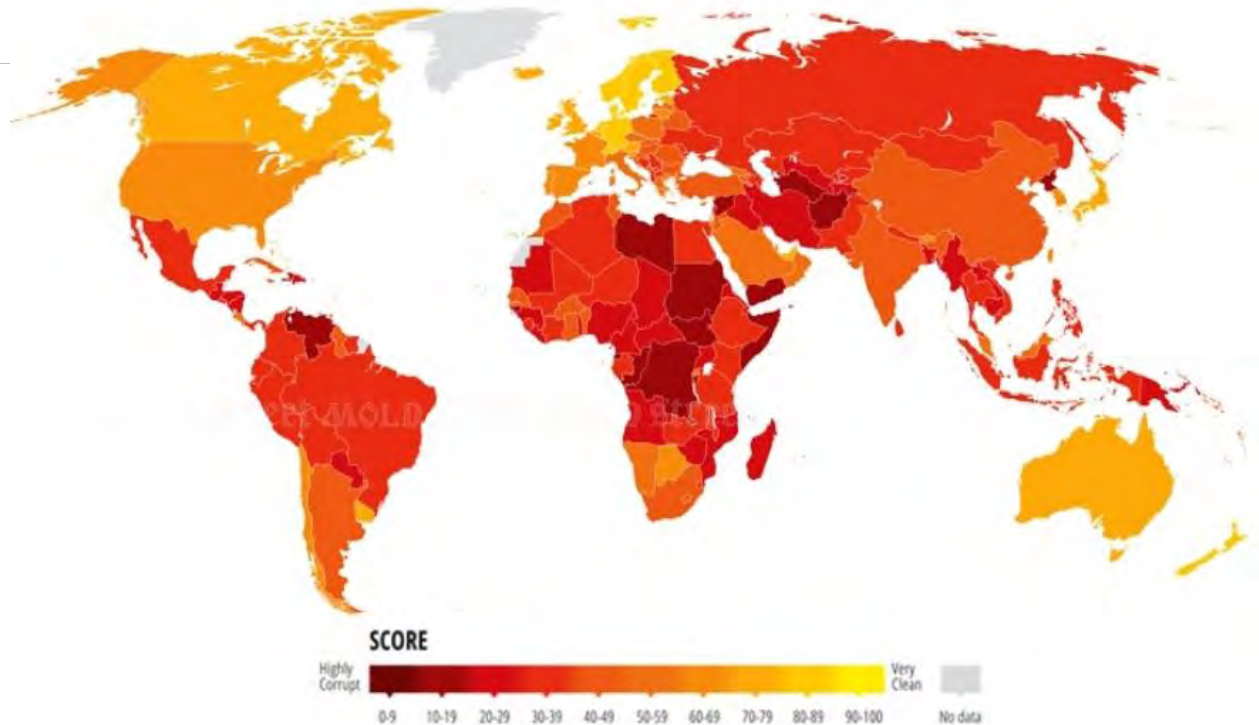 SCORE
Highly
Corrupt
Very
Clean
0-9 10-19 20-29 30-39 40-49 50-59 60-69 70-79 80-89 90-100 No data